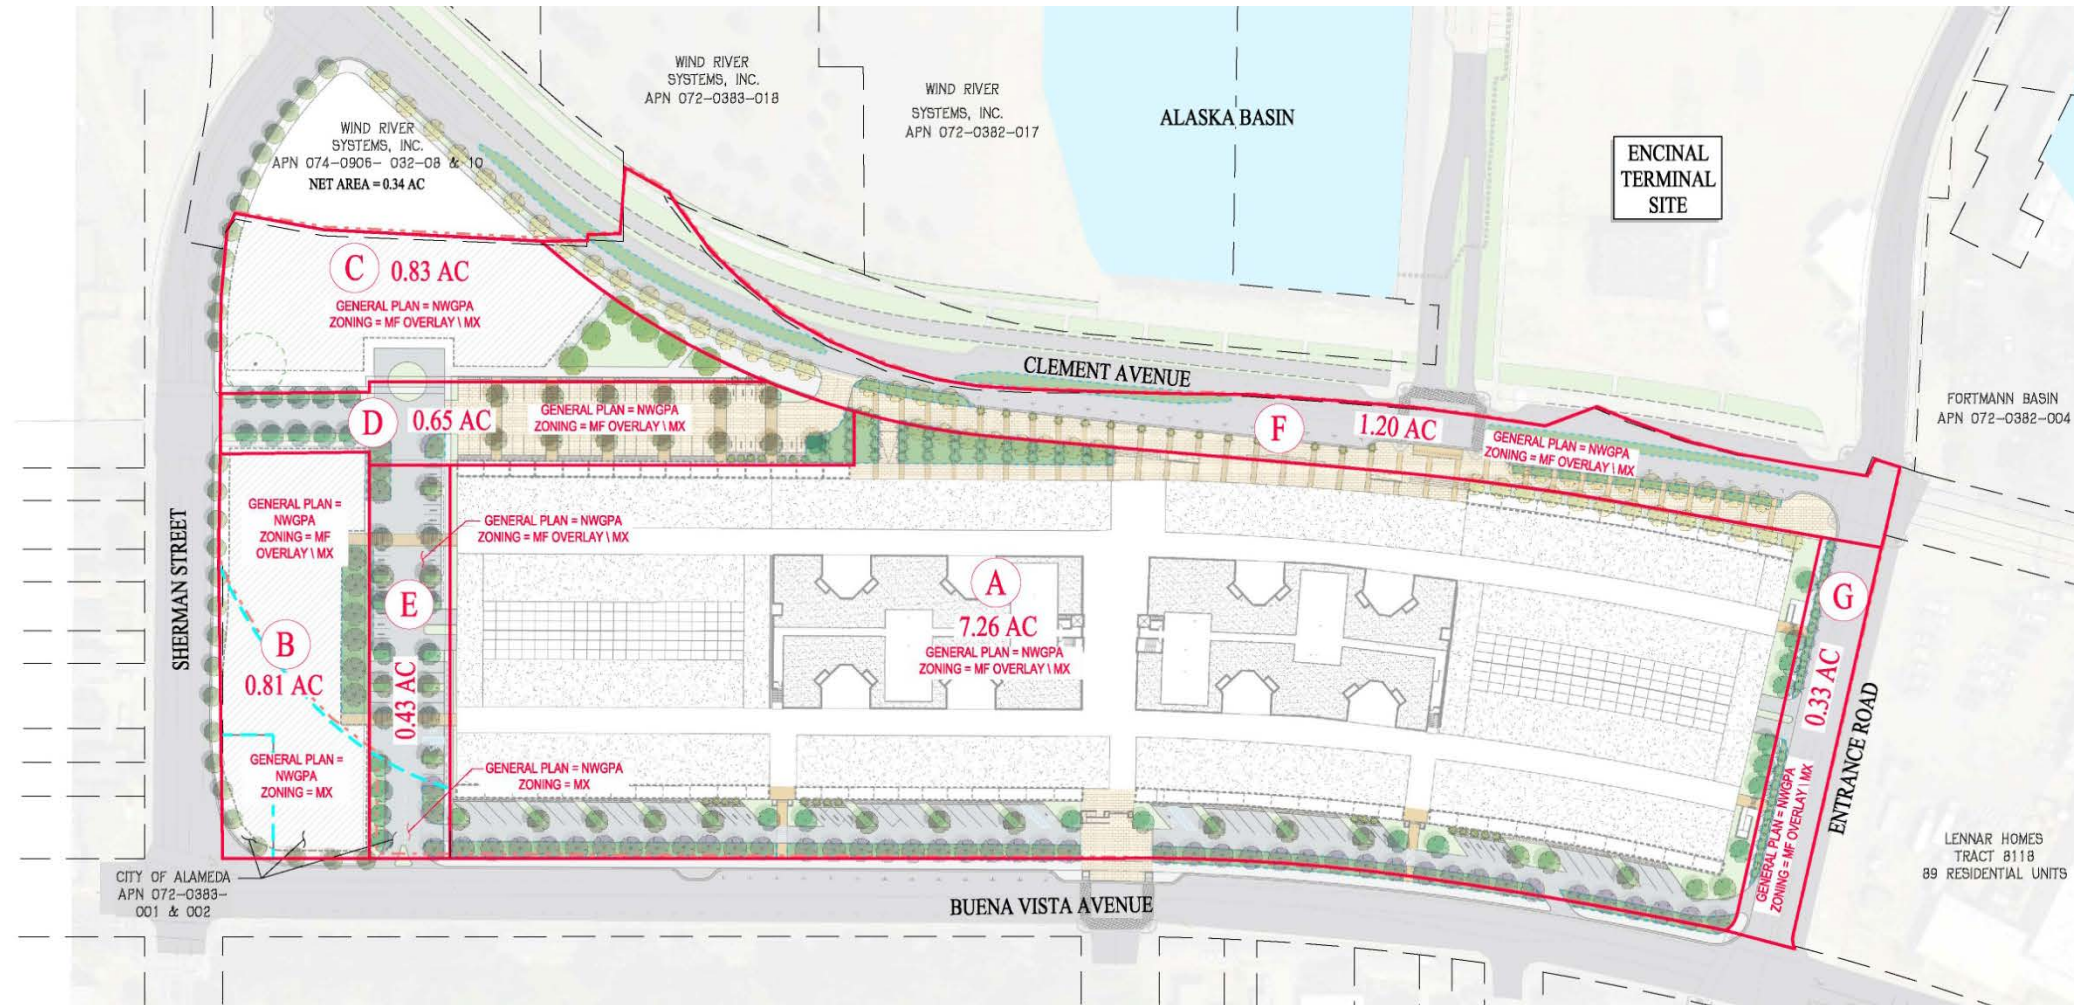 WIND RIVER
SYSTEMS, INC.
APN 072-0383-018
WIND RIVER
SYSTEMS, INC.
APN 072-0382-017
ALASKA BASIN
ENCINAL
TERMINAL
SITE
WIND RIVER
SYSTEMS, INC.
APN 074-0906- 032-08 & 10
NET AREA = 0.34 AC
C 0.83 AC
GENERAL PLAN = NWGPA
ZONING = MF OVERLAY \ MX
CLEMENT AVENUE
FORTMANN BASIN
APN 072-0382-004
D 0.65 AC
GENERAL PLAN = NWGPA
ZONING = MF OVERLAY \ MX
F 1.20 AC
GENERAL PLAN = NWGPA
ZONING = MF OVERLAY \ MX
SHERMAN STREET
GENERAL PLAN =
NWGPA
ZONING = MF
OVERLAY \ MX
GENERAL PLAN = NWGPA
ZONING = MF OVERLAY \ MX
B
0.81 AC
E
0.43 AC
A
7.26 AC
GENERAL PLAN = NWGPA
ZONING = MF OVERLAY \ MX
G
0.33 AC
GENERAL PLAN = NWGPA
ZONING = MF OVERLAY \ MX
ENTRANCE ROAD
GENERAL PLAN =
NWGPA
ZONING = MX
GENERAL PLAN = NWGPA
ZONING = MX
LENNAR HOMES
TRACT 8118
89 RESIDENTIAL UNITS
CITY OF ALAMEDA
APN 072-0383-
001 & 002
BUENA VISTA AVENUE